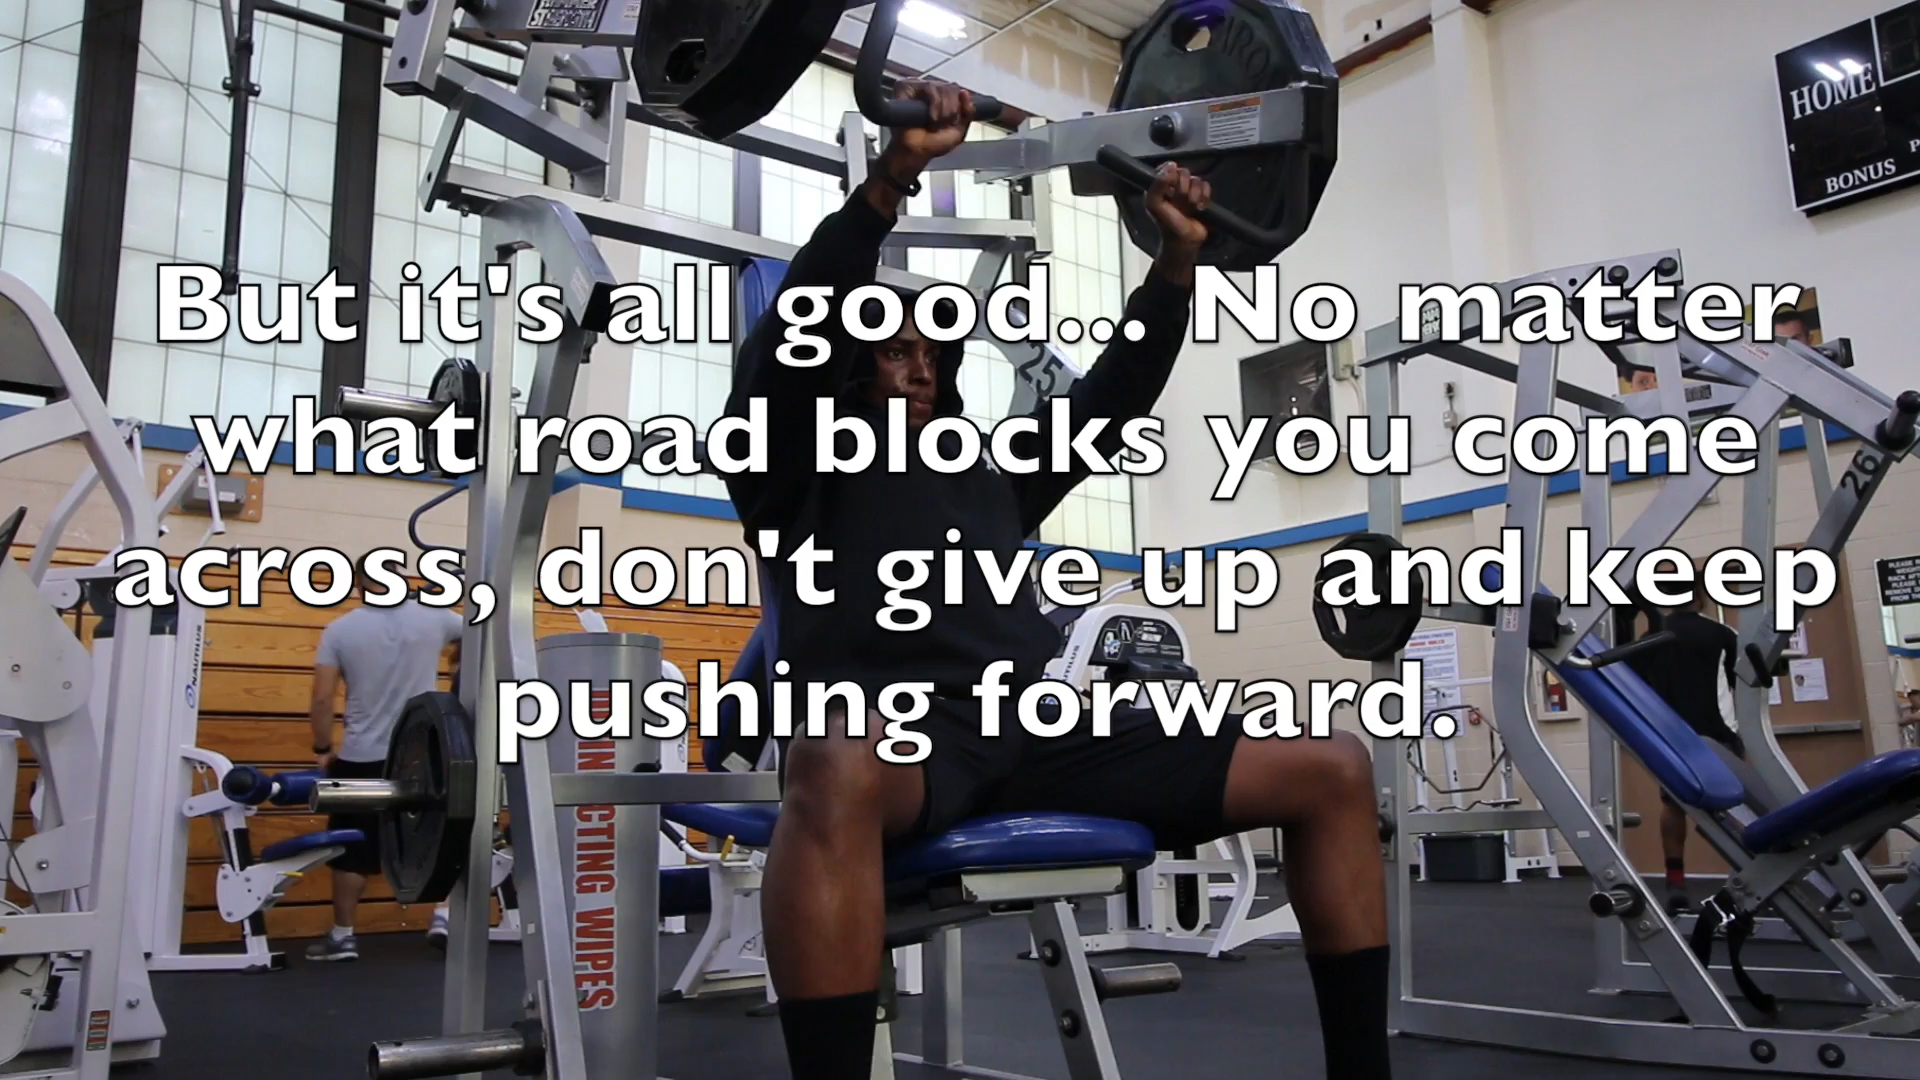 HOME
BONUS
But it's all good... No matter
what road blocks you come
across, don't give up and keep
pushing forward.
25
26
NAUTILUS
NAUTILUS
WIPES